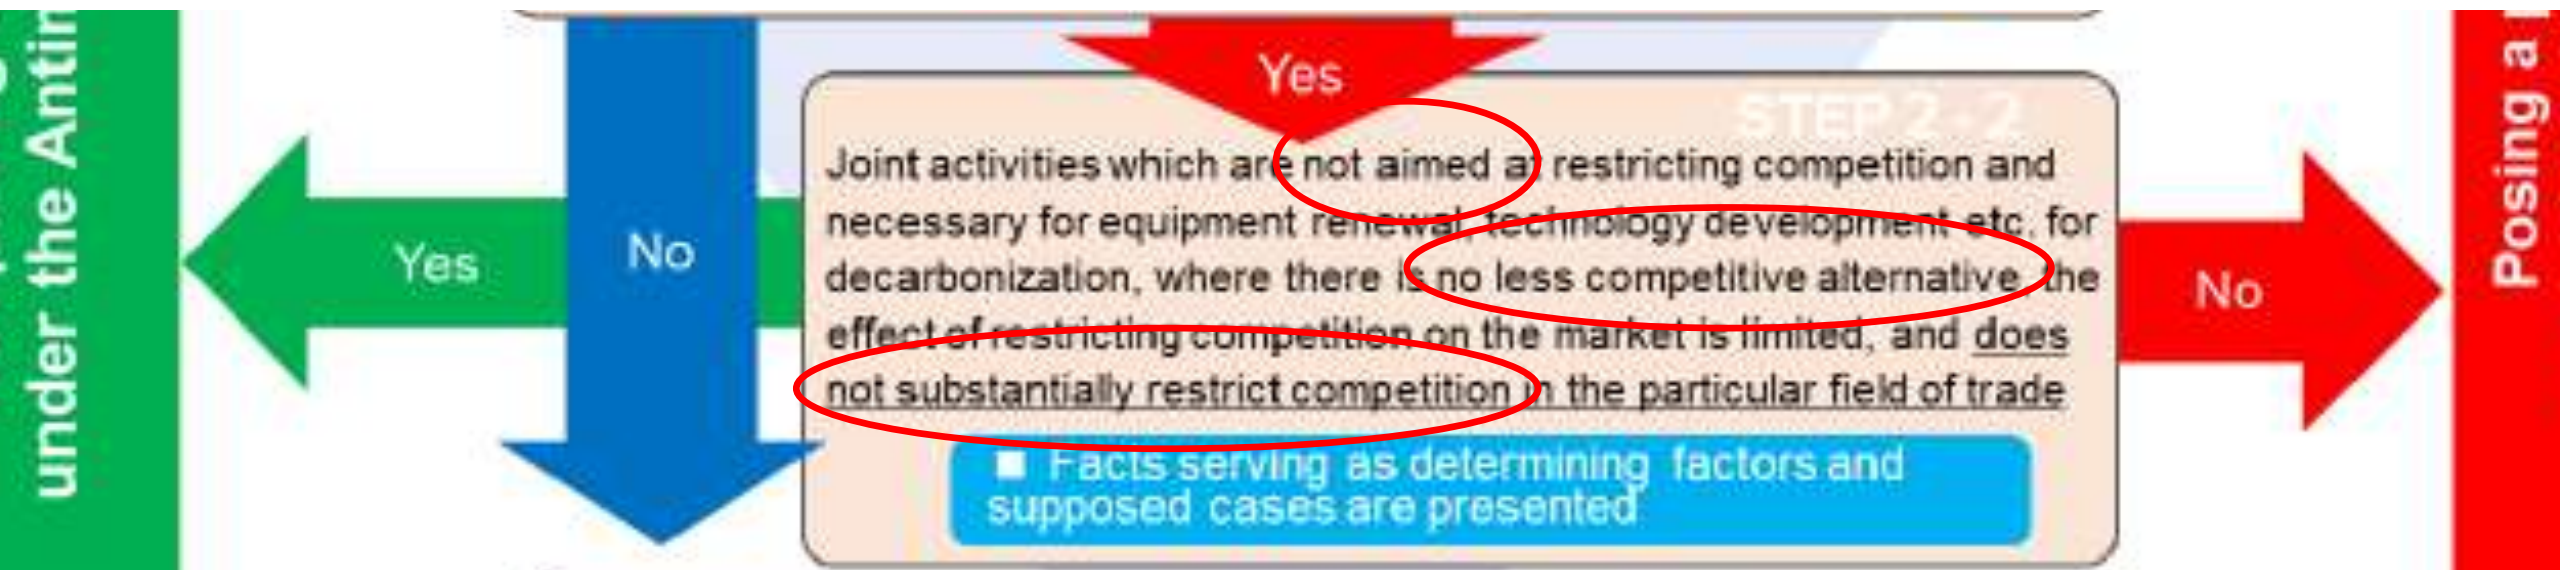 under the Antim
Yes
No
Yes
STEP 2-2
Joint activities which are not aimed at restricting competition and
necessary for equipment renewal, technology development etc. for
decarbonization, where there is no less competitive alternative, the
effect of restricting competition on the market is limited, and does
not substantially restrict competition in the particular field of trade
■ Facts serving as determining factors and
supposed cases are presented
No
Posing a